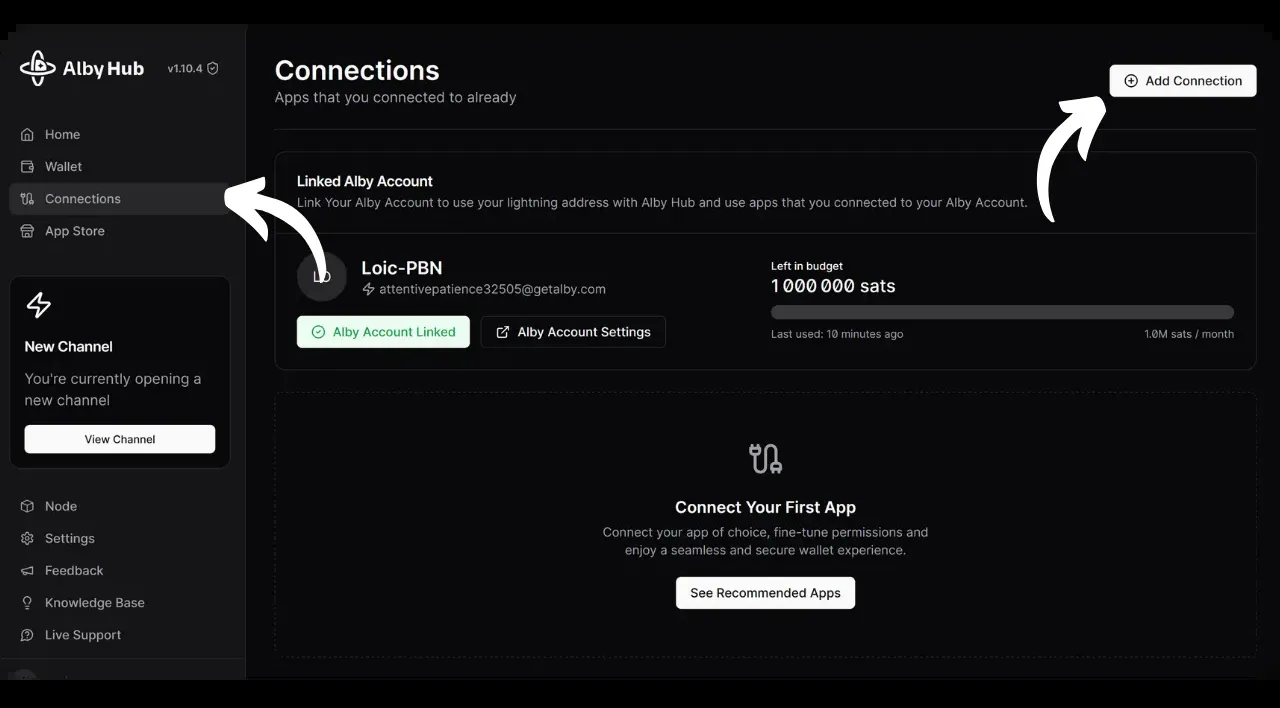 Alby Hub v1.10.4
Home
Wallet
Connections
App Store
New Channel
You're currently opening a
new channel
View Channel
Node
Settings
Feedback
Knowledge Base
Live Support
Connections
Apps that you connected to already
Add Connection
Linked Alby Account
Link Your Alby Account to use your lightning address with Alby Hub and use apps that you connected to your Alby Account.
Loic-PBN
attentivepatience32505@getalby.com
Alby Account Linked
Alby Account Settings
Left in budget
1 000 000 sats
Last used: 10 minutes ago
1.0M sats / month
Connect Your First App
Connect your app of choice, fine-tune permissions and
enjoy a seamless and secure wallet experience.
See Recommended Apps